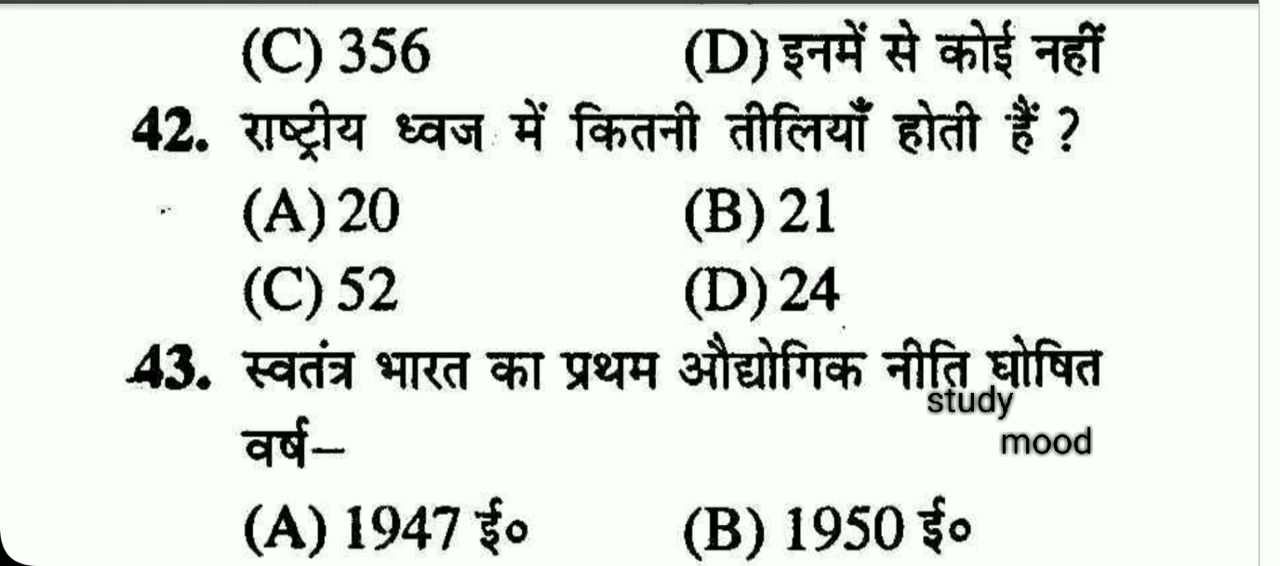 (C) 356 (D) इनमें से कोई नहीं
42. राष्ट्रीय ध्वज में कितनी तीलियाँ होती हैं ?
(A) 20 (B) 21
(C) 52 (D) 24
43. स्वतंत्र भारत का प्रथम औद्योगिक नीति घोषित
study
वर्ष–
mood
(A) 1947 ई० (B) 1950 ई०